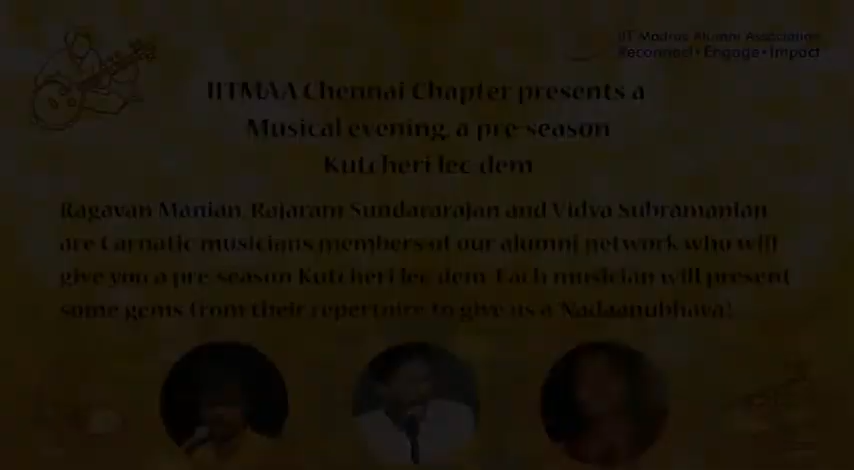 IIT Madras Alumni Association
Reconnect • Engage • Impact
IITMAA Chennai Chapter presents a
Musical evening, a pre-season
Kutcheri lec dem
Ragavan Manian, Rajaram Sundararajan and Vidya Subramanian
are Carnatic musicians members of our alumni network who will
give you a pre-season Kutcheri lec dem. Each musician will present
some gems from their repertoire to give us a Nadaanubhava!